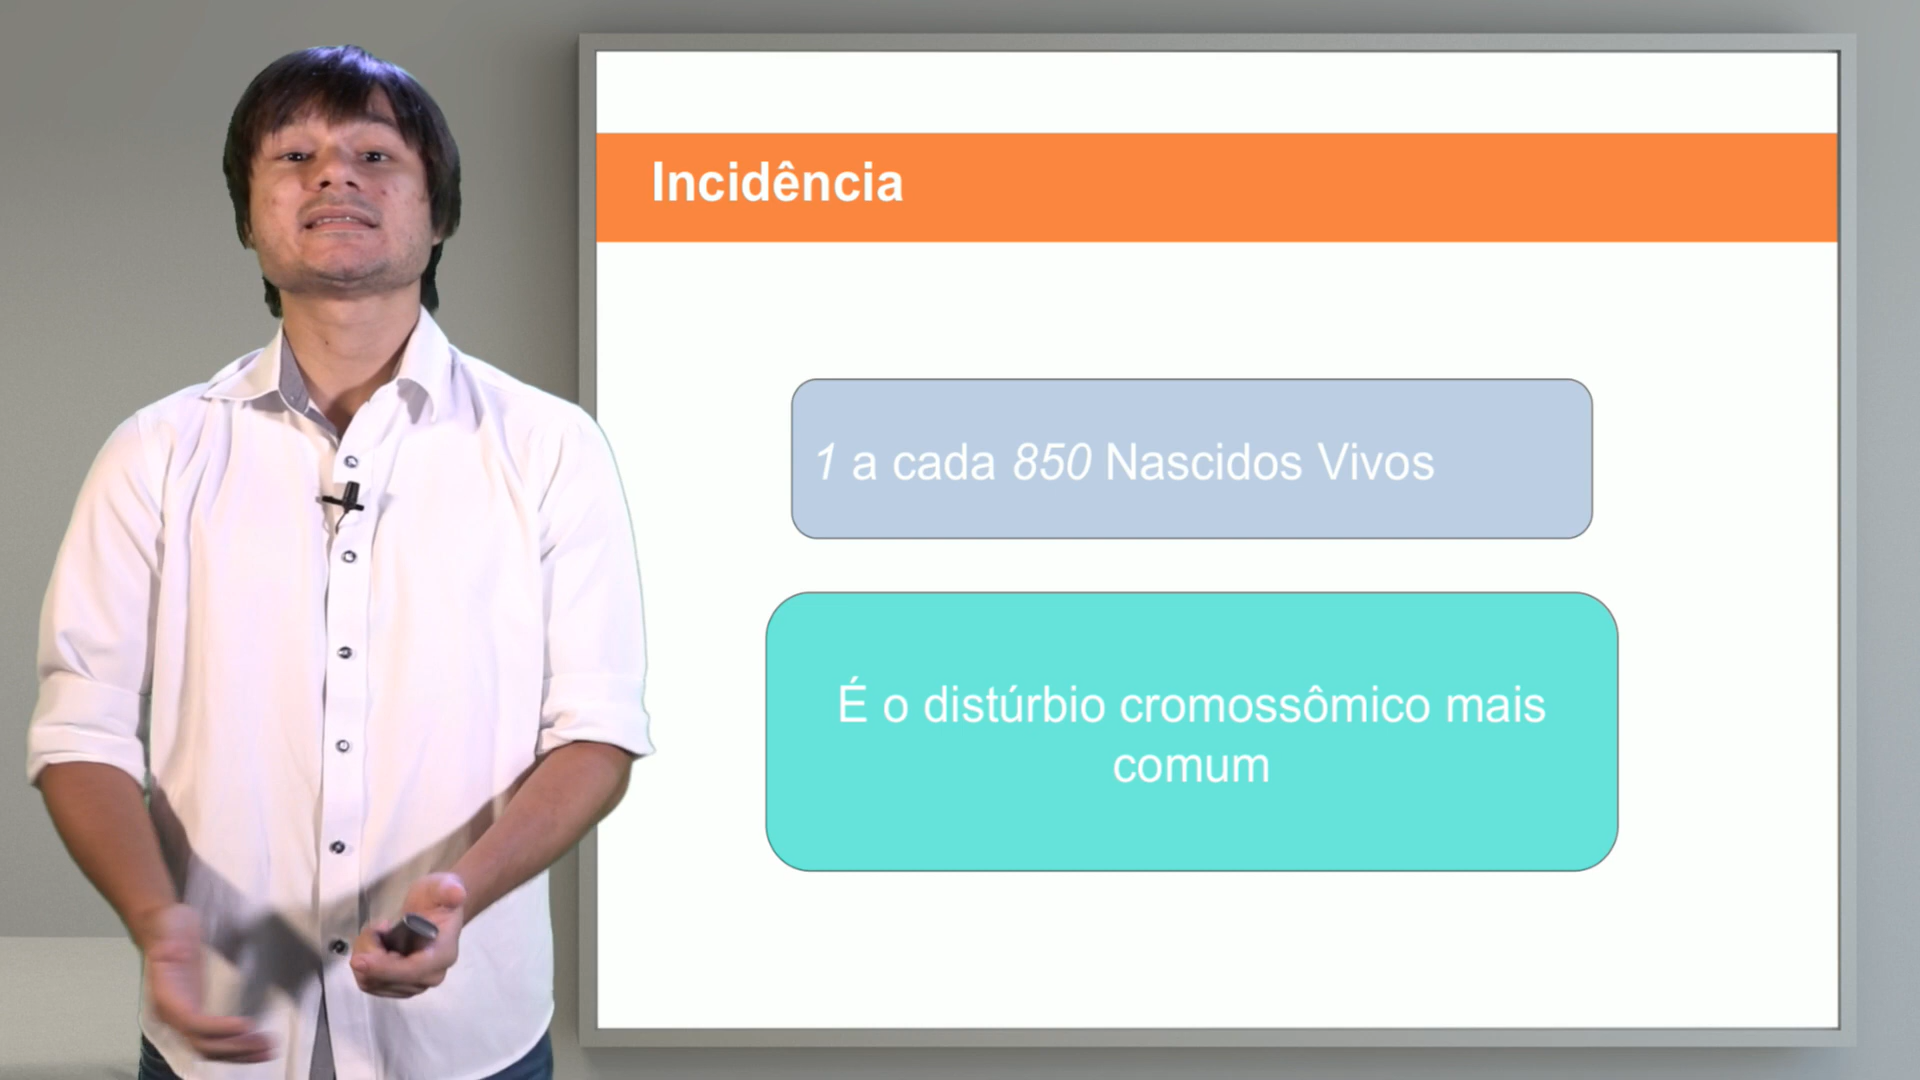 Incidência
1 a cada 850 Nascidos Vivos
É o distúrbio cromossômico mais
comum